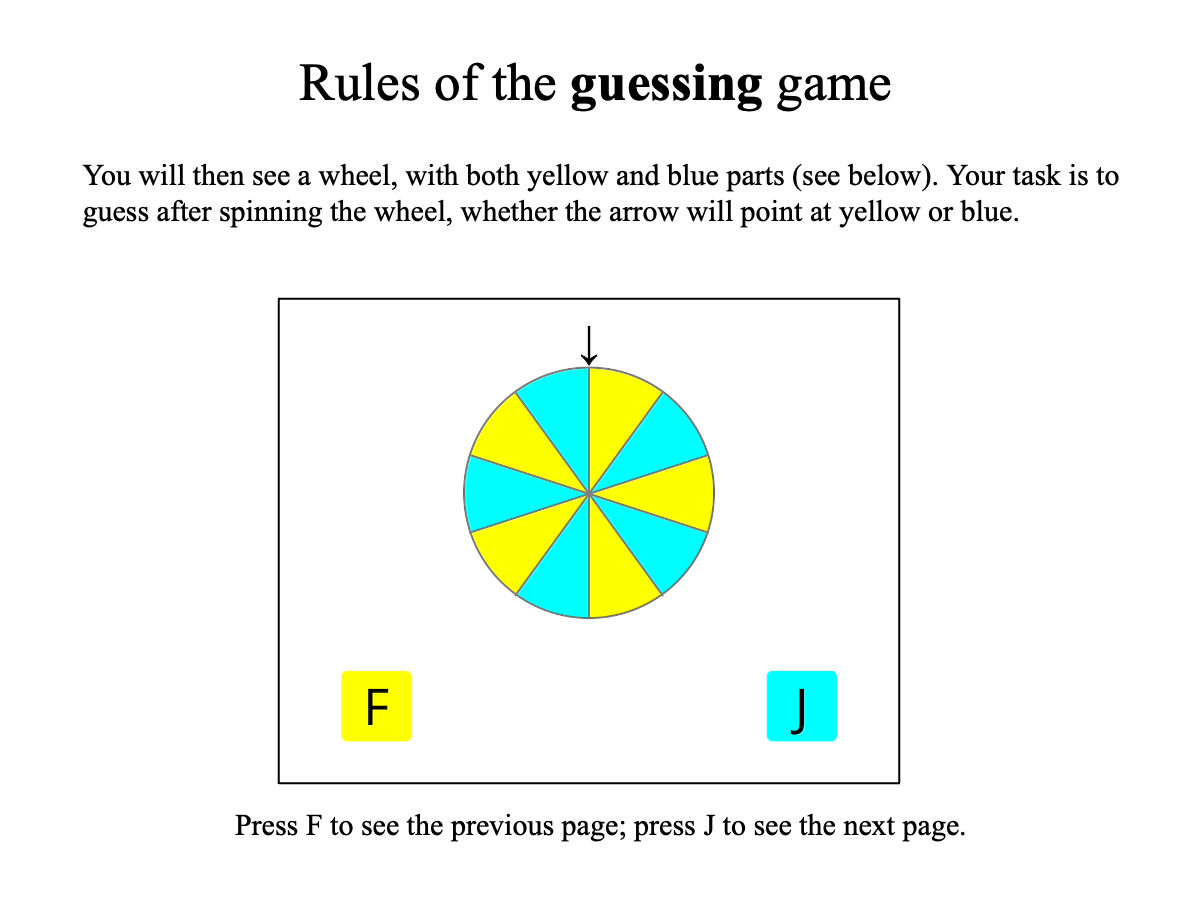 Rules of the guessing game
You will then see a wheel, with both yellow and blue parts (see below). Your task is to
guess after spinning the wheel, whether the arrow will point at yellow or blue.
F
J
Press F to see the previous page; press J to see the next page.